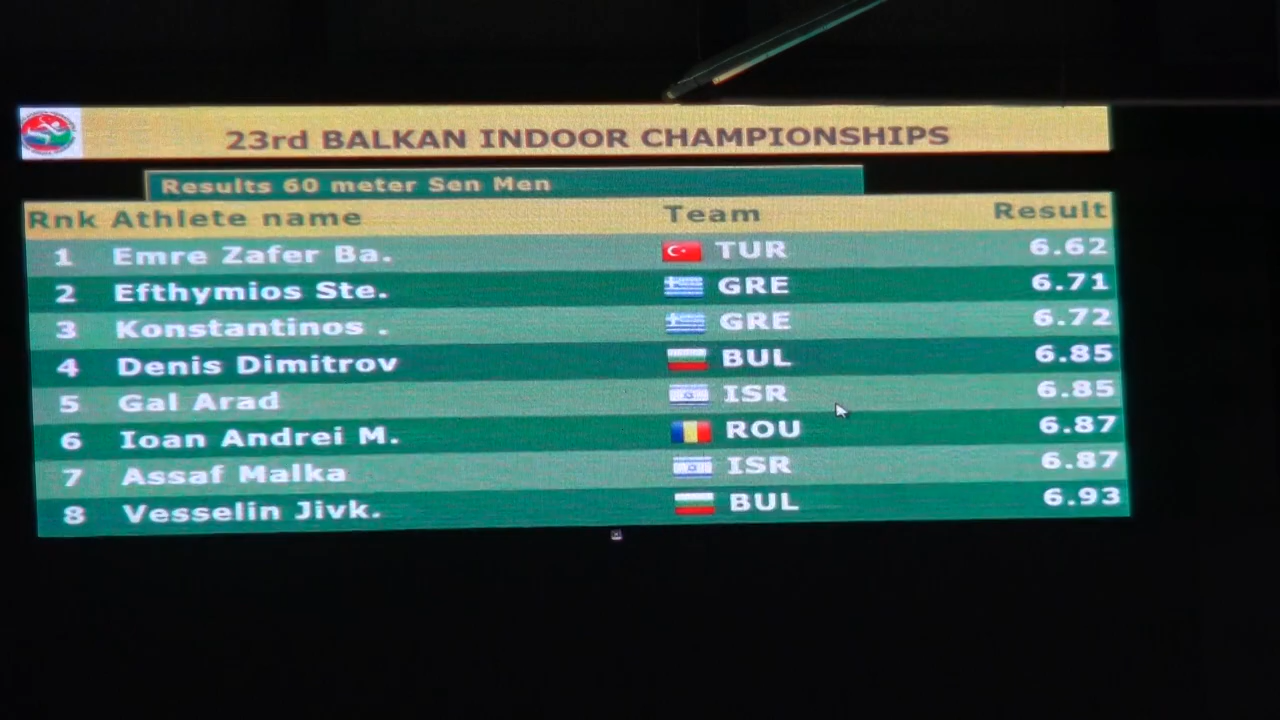 23rd BALKAN INDOOR CHAMPIONSHIPS
Results 60 meter Sen Men
Rnk Athlete name Team Result
1 Emre Zafer Ba. TUR 6.62
2 Efthymios Ste. GRE 6.71
3 Konstantinos . GRE 6.72
4 Denis Dimitrov BUL 6.85
5 Gal Arad ISR 6.85
6 Ioan Andrei M. ROU 6.87
7 Assaf Malka ISR 6.87
8 Vesselin Jivk. BUL 6.93